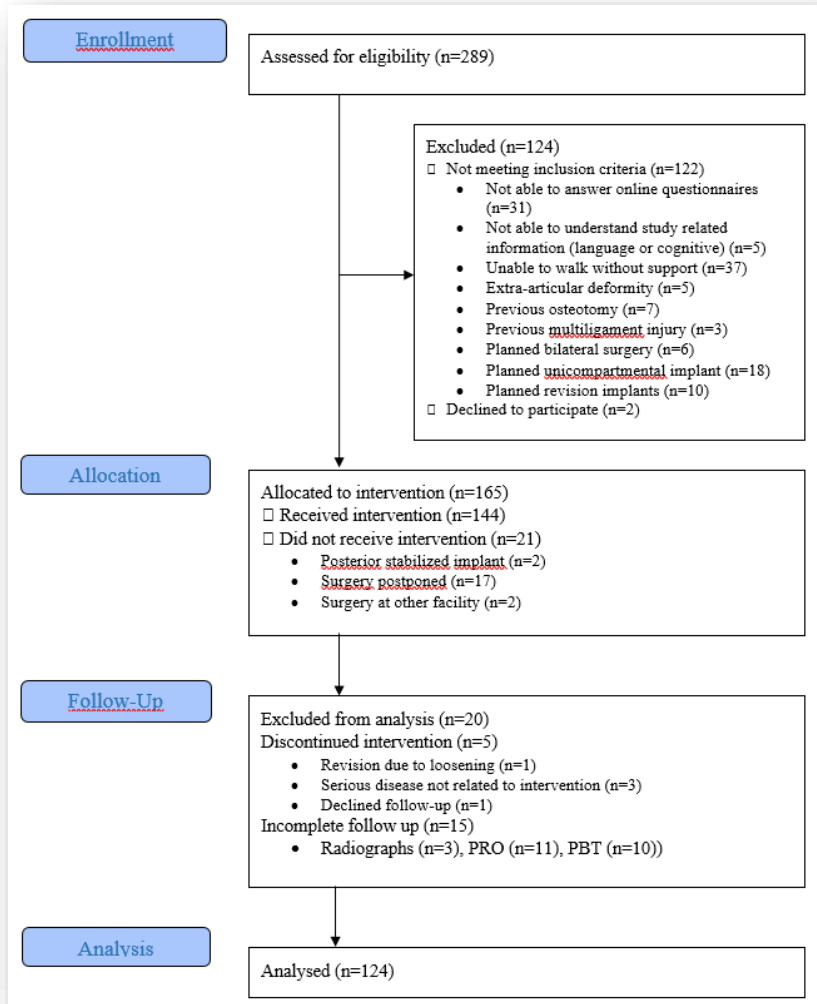 Enrollment
Assessed for eligibility (n=289)
Excluded (n=124)
Not meeting inclusion criteria (n=122)
• Not able to answer online questionnaires
(n=31)
• Not able to understand study related
information (language or cognitive) (n=5)
• Unable to walk without support (n=37)
• Extra-articular deformity (n=5)
• Previous osteotomy (n=7)
• Previous multiligament injury (n=3)
• Planned bilateral surgery (n=6)
• Planned unicompartmental implant (n=18)
• Planned revision implants (n=10)
Declined to participate (n=2)
Allocation
Allocated to intervention (n=165)
Received intervention (n=144)
Did not receive intervention (n=21)
• Posterior stabilized implant (n=2)
• Surgery postponed (n=17)
• Surgery at other facility (n=2)
Follow-Up
Excluded from analysis (n=20)
Discontinued intervention (n=5)
• Revision due to loosening (n=1)
• Serious disease not related to intervention (n=3)
• Declined follow-up (n=1)
Incomplete follow up (n=15)
• Radiographs (n=3), PRO (n=11), PBT (n=10))
Analysis
Analysed (n=124)